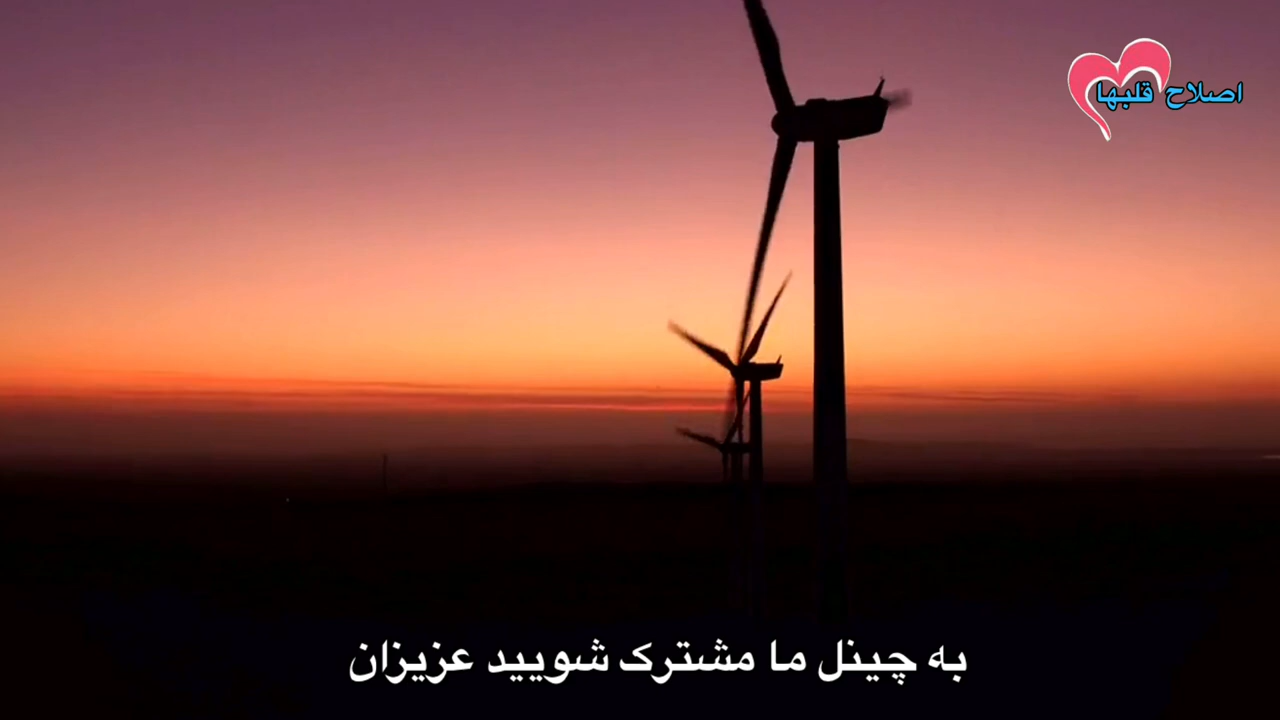 اصلاح قلبها
به چینل ما مشترک شویید عزیزان